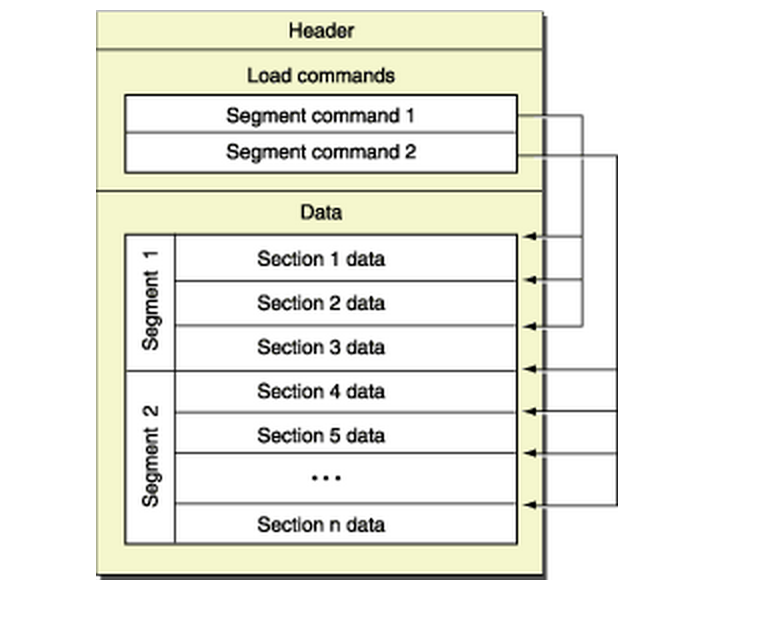 Header
Load commands
Segment command 1
Segment command 2
Data
Segment 1
Section 1 data
Section 2 data
Section 3 data
Segment 2
Section 4 data
Section 5 data
...
Section n data